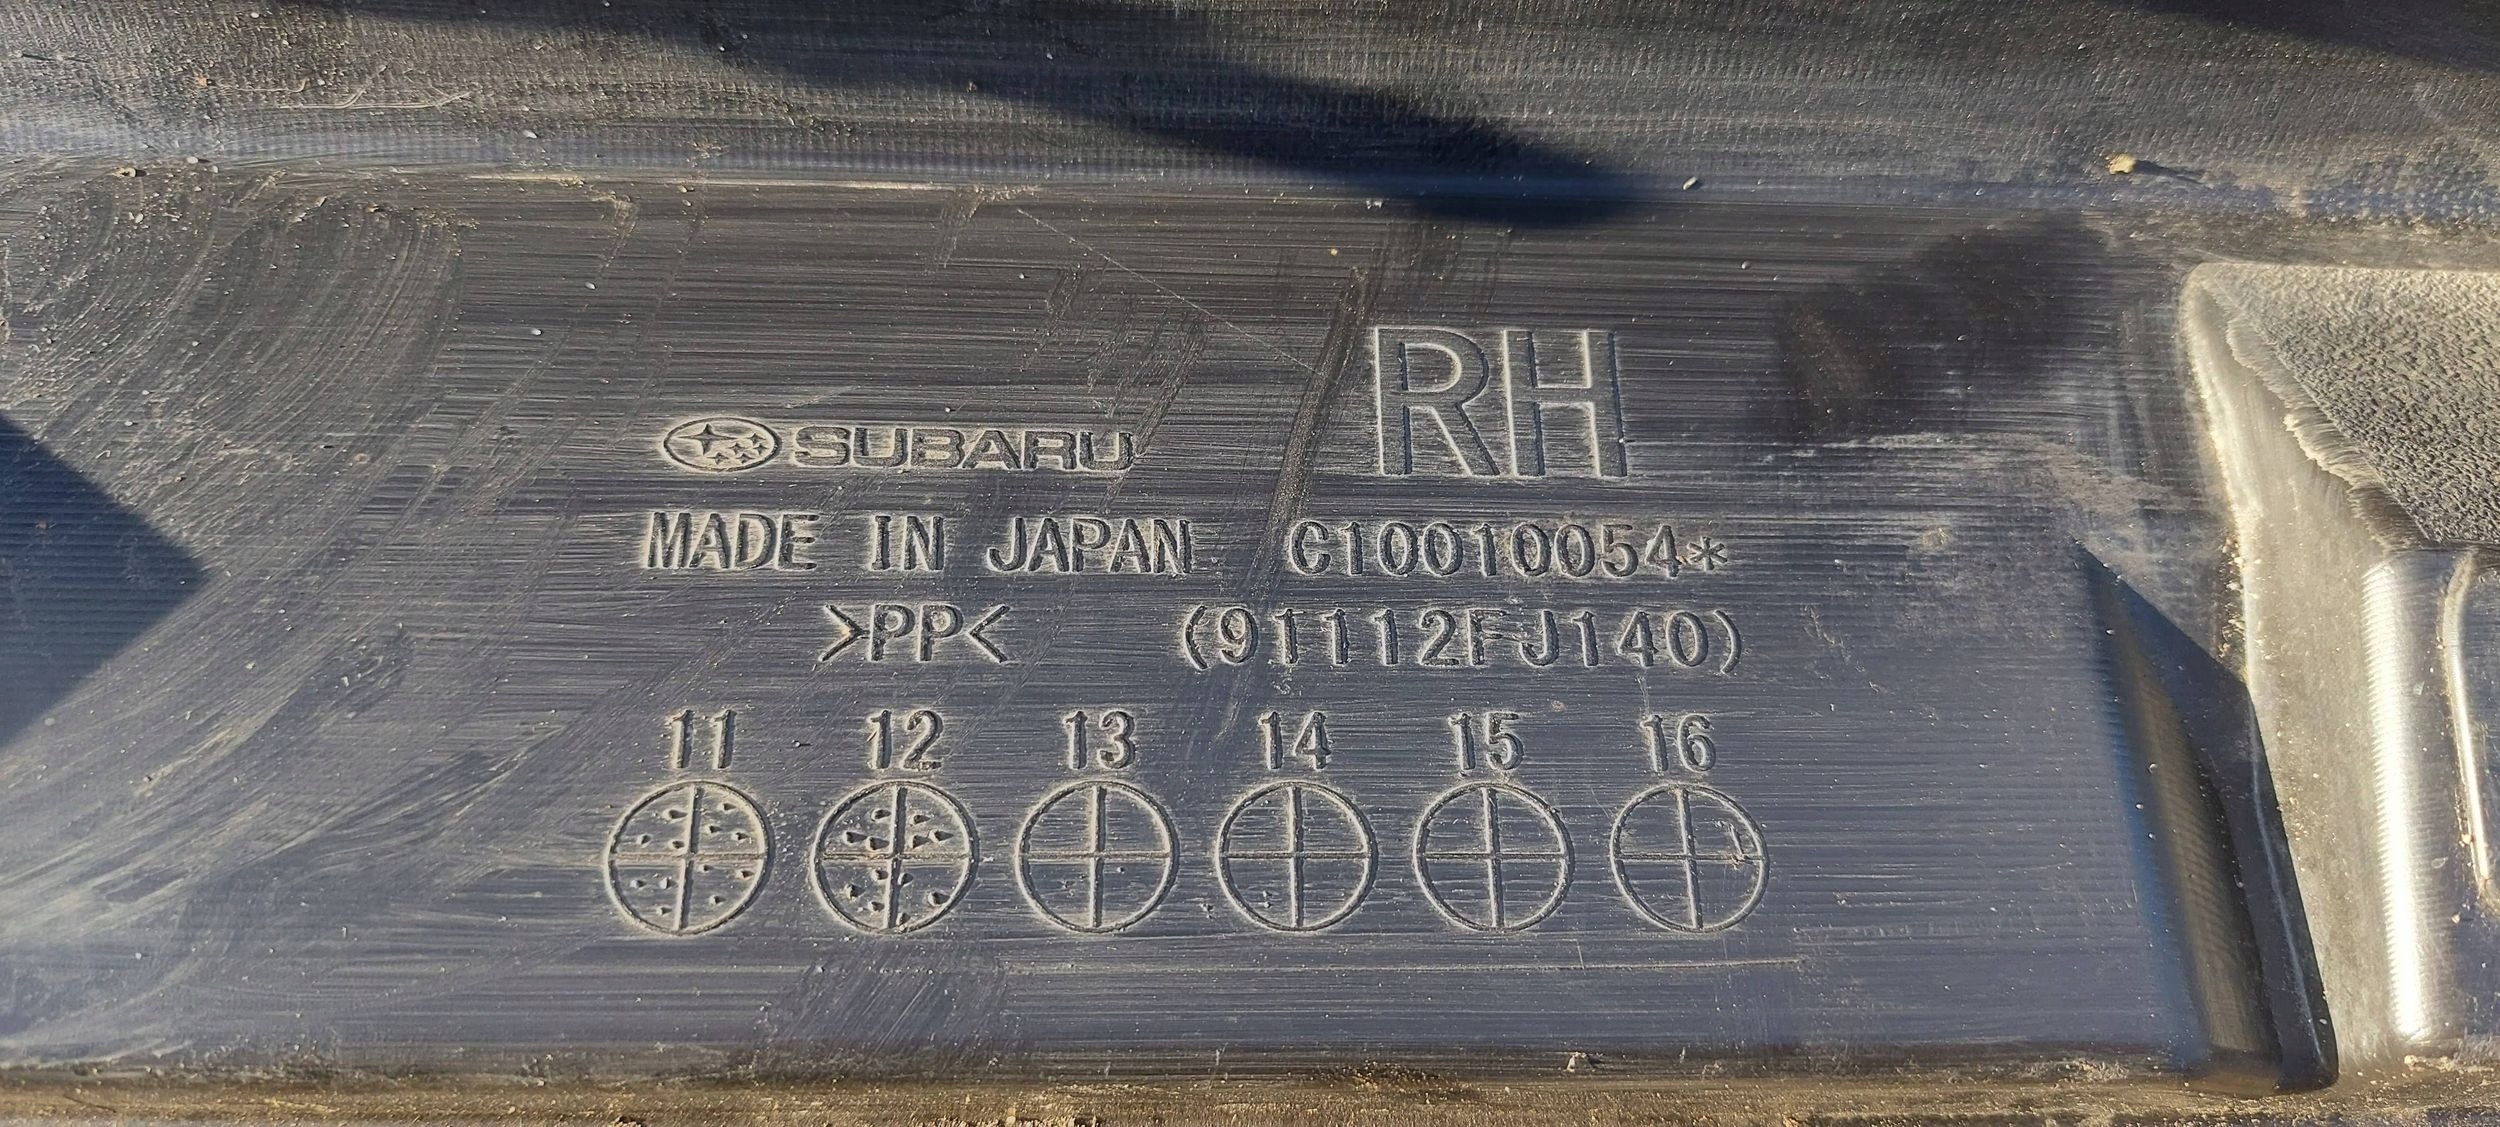 RH
SUBARU
MADE IN JAPAN C10010054*
>PP< (91112FJ140)
11 12 13 14 15 16